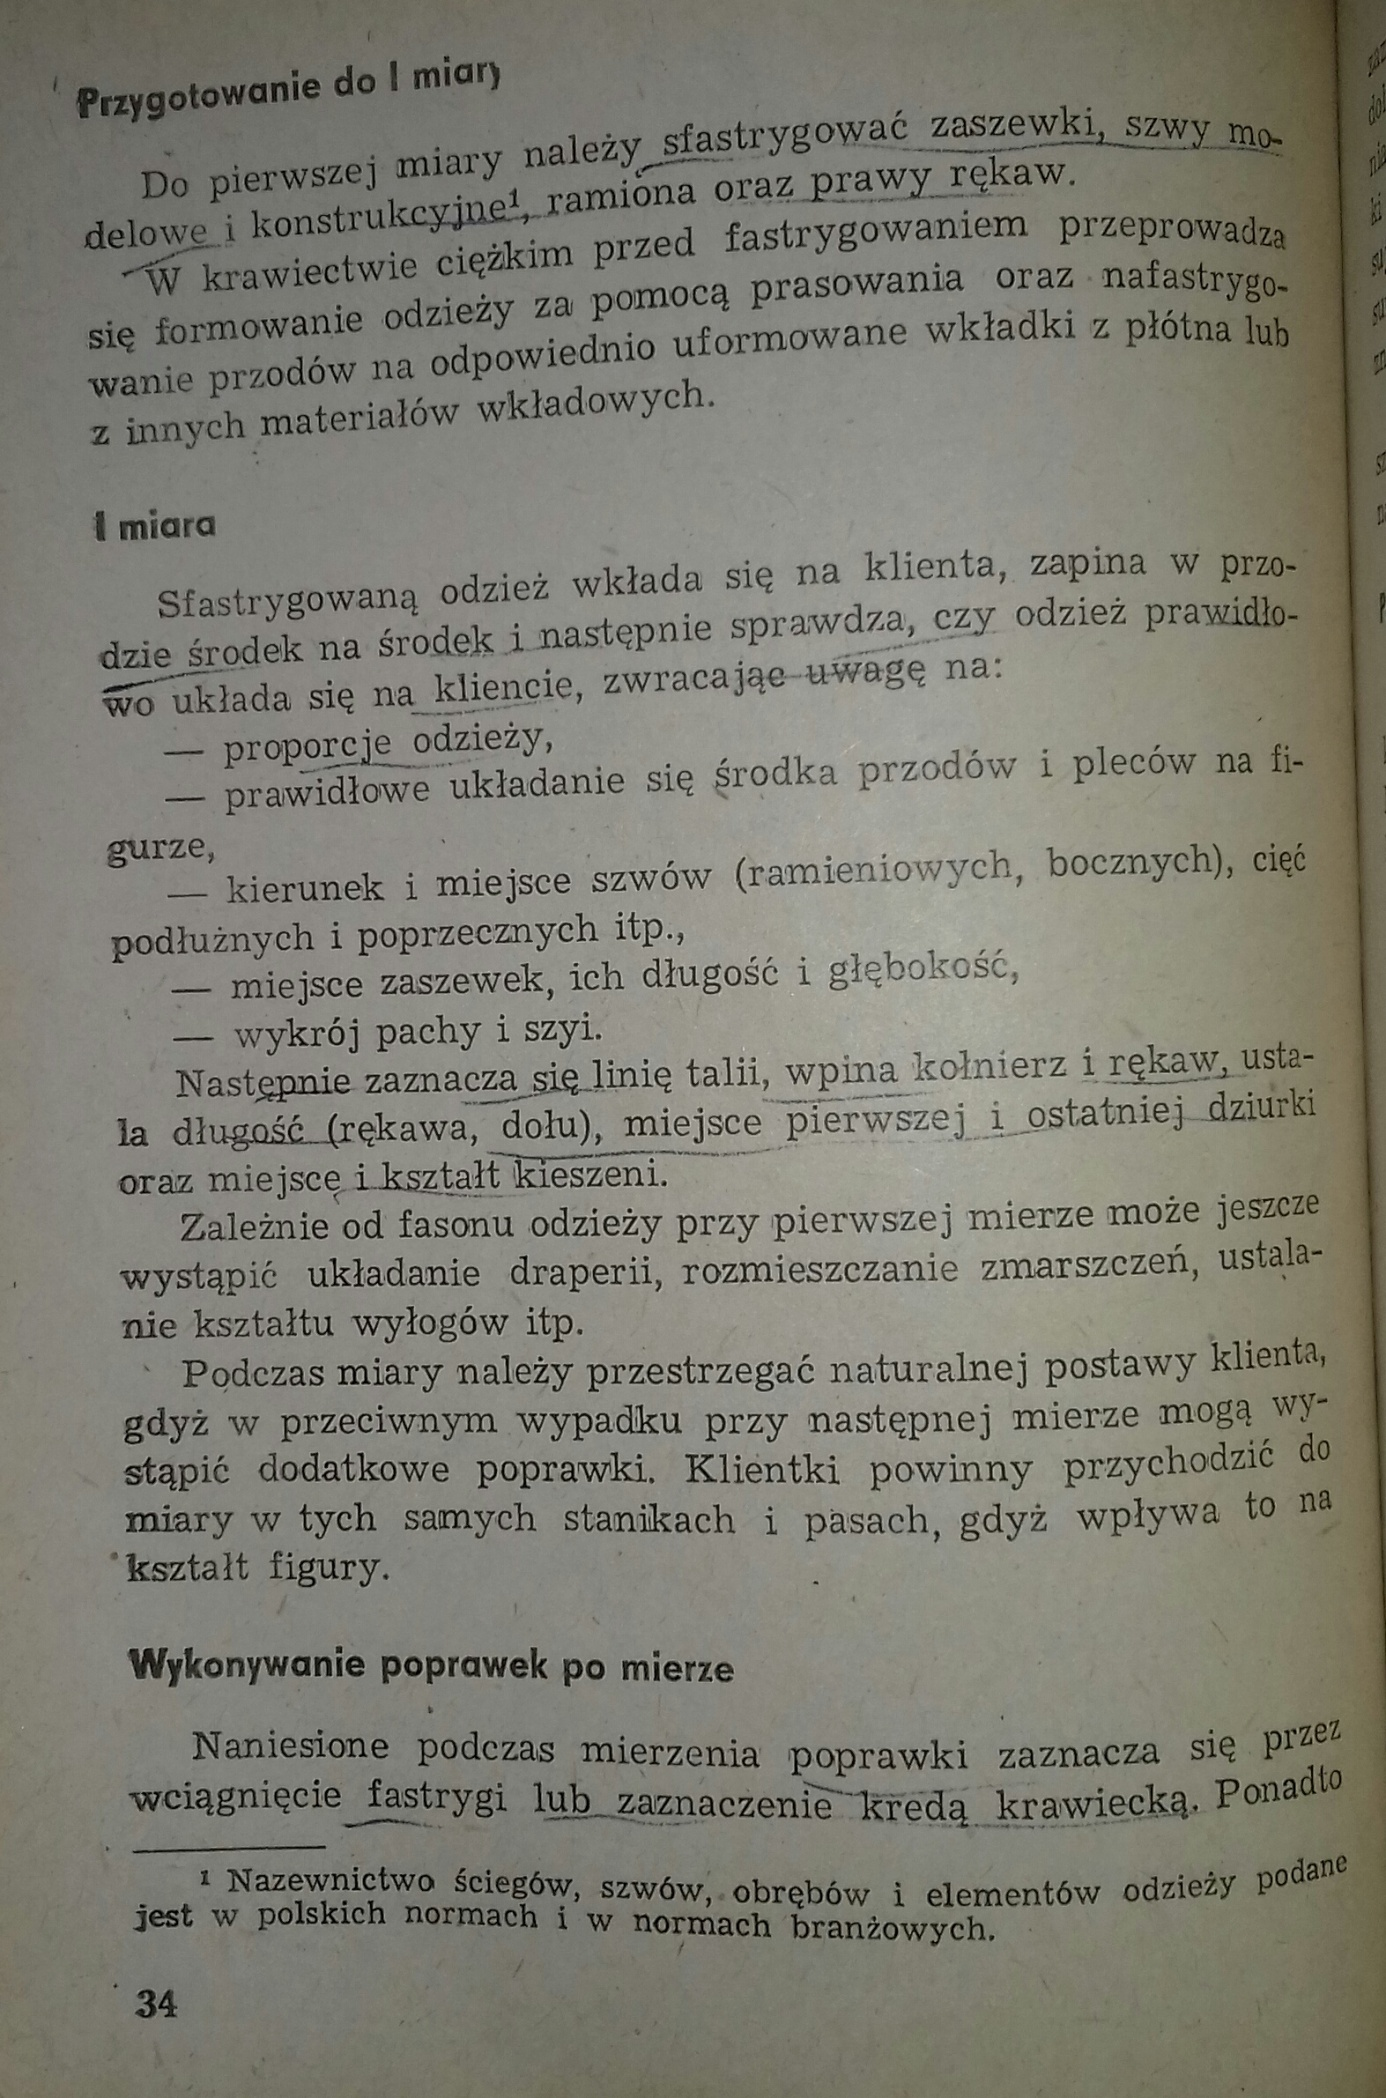 Przygotowanie do I miary
Do pierwszej miary należy sfastrygować zaszewki, szwy mo-
delowe i konstrukcyjne¹, ramiona oraz prawy rękaw.
W krawiectwie ciężkim przed fastrygowaniem przeprowadza
się formowanie odzieży za pomocą prasowania oraz nafastrygo-
wanie przodów na odpowiednio uformowane wkładki z płótna lub
z innych materiałów wkładowych.
I miara
Sfastrygowaną odzież wkłada się na klienta, zapina w przo-
dzie środek na środek i następnie sprawdza, czy odzież prawidło-
wo układa się na kliencie, zwracając uwagę na:
— proporcje odzieży,
— prawidłowe układanie się środka przodów i pleców na fi-
gurze,
— kierunek i miejsce szwów (ramieniowych, bocznych), cięć
podłużnych i poprzecznych itp.,
— miejsce zaszewek, ich długość i głębokość,
— wykrój pachy i szyi.
Następnie zaznacza się linię talii, wpina kołnierz i rękaw, usta-
la długość (rękawa, dołu), miejsce pierwszej i ostatniej dziurki
oraz miejsce i kształt kieszeni.
Zależnie od fasonu odzieży przy pierwszej mierze może jeszcze
wystąpić układanie draperii, rozmieszczanie zmarszczeń, ustala-
nie kształtu wyłogów itp.
Podczas miary należy przestrzegać naturalnej postawy klienta,
gdyż w przeciwnym wypadku przy następnej mierze mogą wy-
stąpić dodatkowe poprawki. Klientki powinny przychodzić do
miary w tych samych stanikach i pasach, gdyż wpływa to na
kształt figury.
Wykonywanie poprawek po mierze
Naniesione podczas mierzenia poprawki zaznacza się przez
wciągnięcie fastrygi lub zaznaczenie kredą krawiecką. Ponadto
¹ Nazewnictwo ściegów, szwów, obrębów i elementów odzieży podane
jest w polskich normach i w normach branżowych.
34